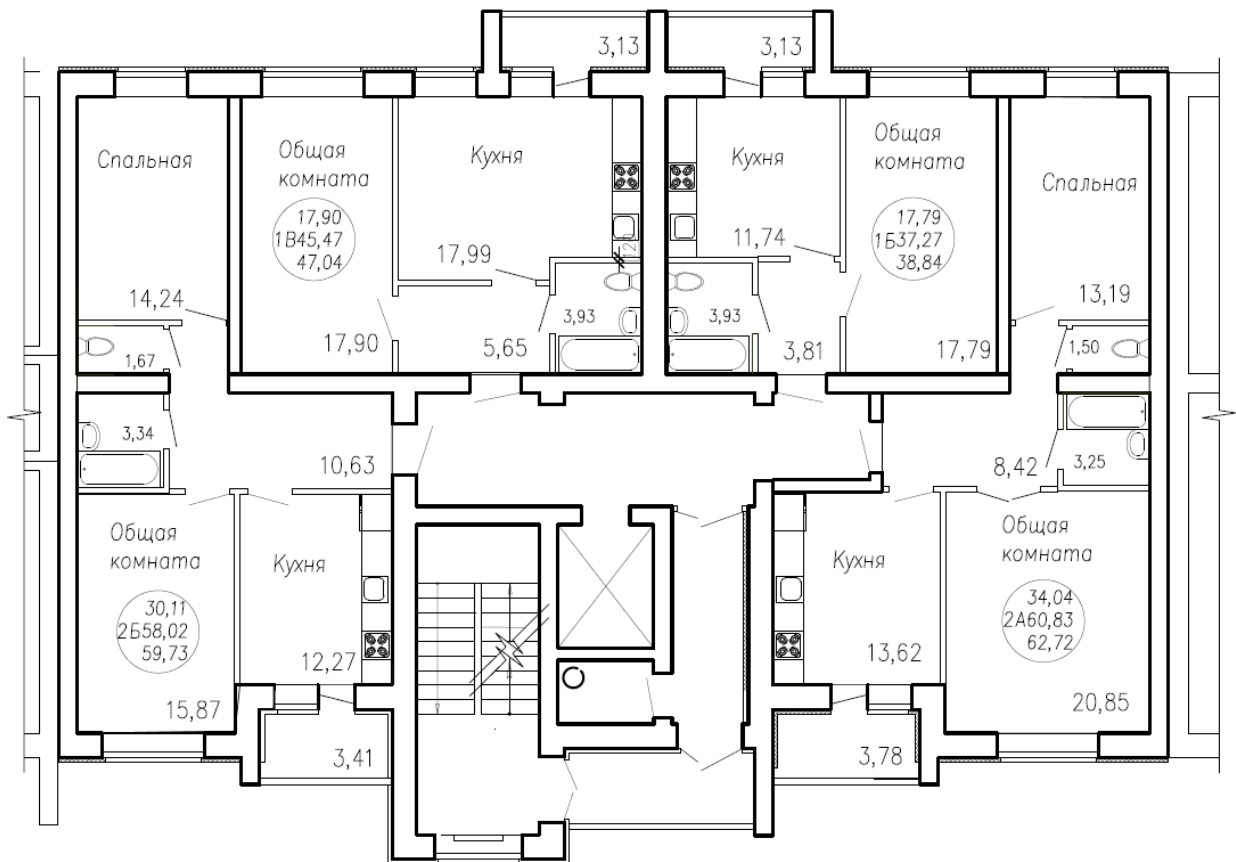 3,13
3,13
Спальная
Общая
комната
Кухня
Кухня
Общая
комната
Спальная
17,90
1В45,47
47,04
17,79
1Б37,27
38,84
17,99
11,74
14,24
13,19
3,93
3,93
17,90
5,65
3,81
17,79
1,67
1,50
3,34
10,63
8,42
3,25
Общая
комната
Кухня
Кухня
Общая
комната
30,11
2Б58,02
59,73
34,04
2А60,83
62,72
12,27
13,62
15,87
20,85
3,41
3,78